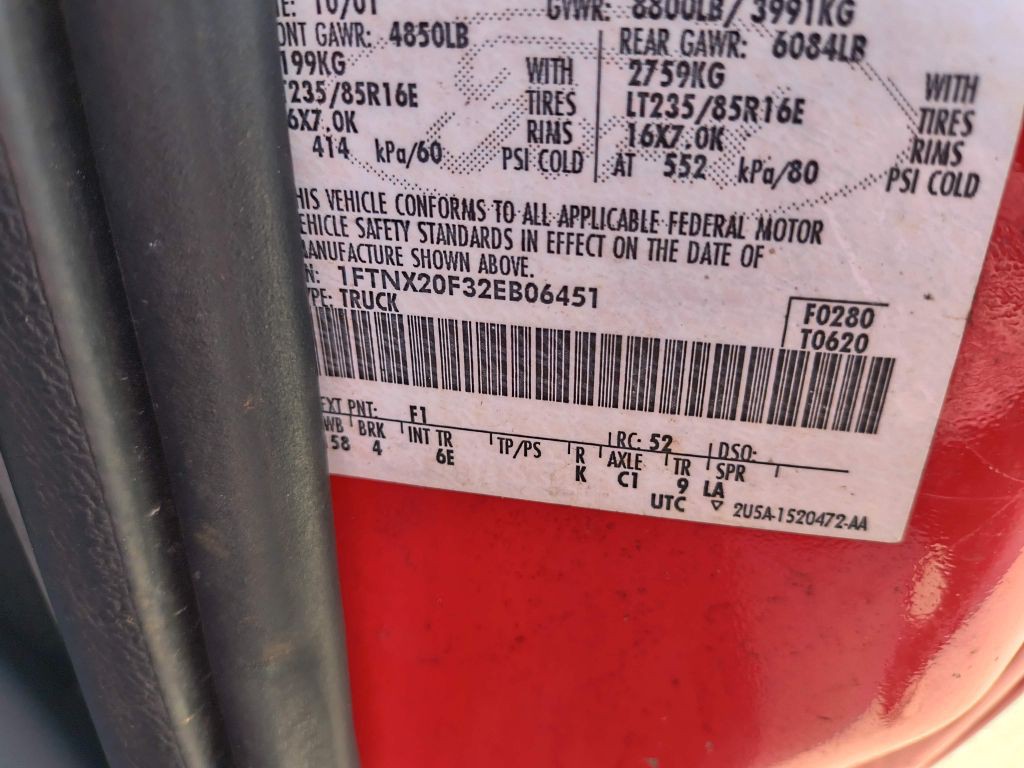 E: 10/01 GVWR: 8800LB / 3991KG
ONT GAWR: 4850LB REAR GAWR: 6084LB
199KG WITH 2759KG WITH
T235/85R16E TIRES LT235/85R16E TIRES
6X7.0K RIMS 16X7.0K RIMS
414 kPa/60 PSI COLD AT 552 kPa/80 PSI COLD
HIS VEHICLE CONFORMS TO ALL APPLICABLE FEDERAL MOTOR
EHICLE SAFETY STANDARDS IN EFFECT ON THE DATE OF
MANUFACTURE SHOWN ABOVE.
N: 1FTNX20F32EB06451
YPE: TRUCK
F0280
T0620
EXT PNT: F1 RC: 52 DSO:
WB BRK INT TR TP/PS R AXLE TR SPR
58 4 6E K C1 9 LA
UTC ▽ 2U5A-1520472-AA